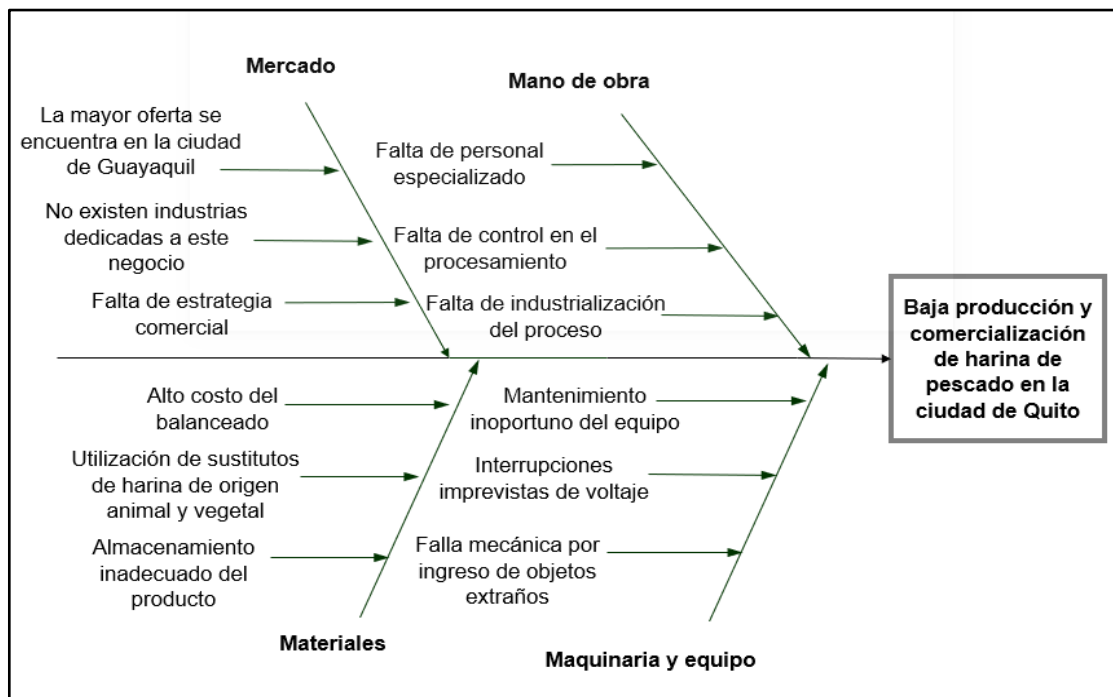 Mercado
La mayor oferta se
encuentra en la ciudad
de Guayaquil
No existen industrias
dedicadas a este
negocio
Falta de estrategia
comercial
Mano de obra
Falta de personal
especializado
Falta de control en el
procesamiento
Falta de industrialización
del proceso
Baja producción y
comercialización
de harina de
pescado en la
ciudad de Quito
Alto costo del
balanceado
Utilización de sustitutos
de harina de origen
animal y vegetal
Almacenamiento
inadecuado del
producto
Materiales
Mantenimiento
inoportuno del equipo
Interrupciones
imprevistas de voltaje
Falla mecánica por
ingreso de objetos
extraños
Maquinaria y equipo